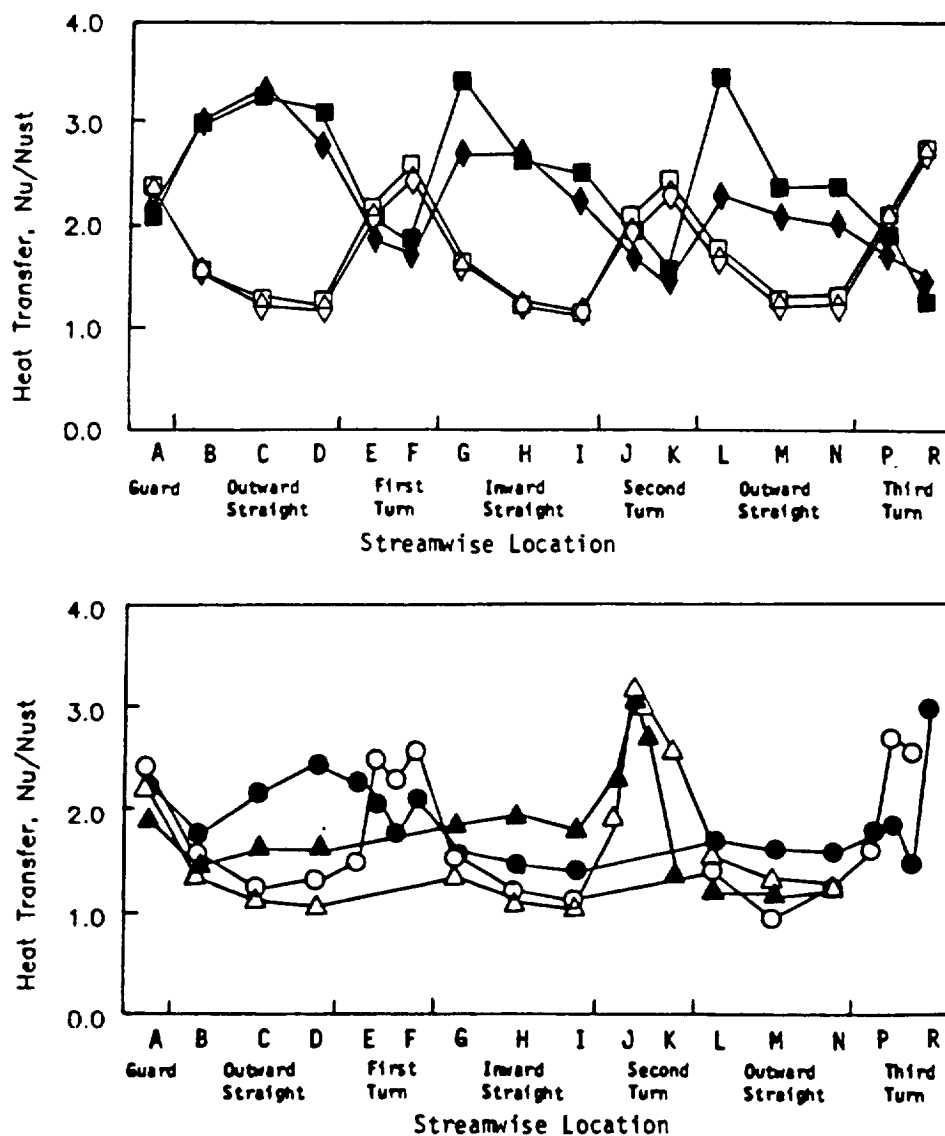 4.0
3.0
2.0
1.0
0.0
Heat Transfer, Nu/Nust
A B C D E F G H I J K L M N P R
Guard Outward Straight First Turn Inward Straight Second Turn Outward Straight Third Turn
Streamwise Location
4.0
3.0
2.0
1.0
0.0
Heat Transfer, Nu/Nust
A B C D E F G H I J K L M N P R
Guard Outward Straight First Turn Inward Straight Second Turn Outward Straight Third Turn
Streamwise Location